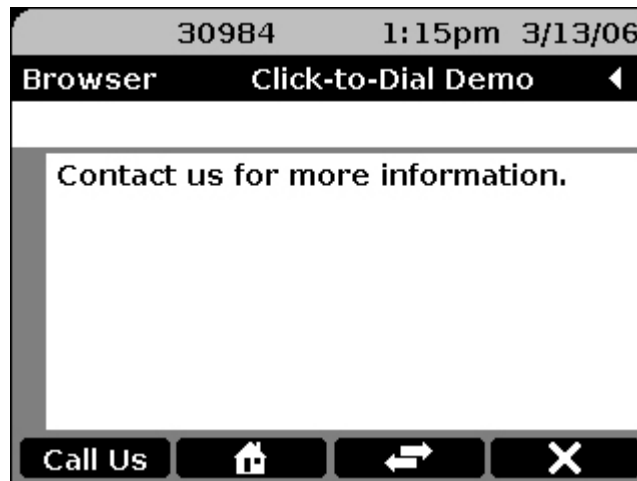 30984 1:15pm 3/13/06
Browser Click-to-Dial Demo
Contact us for more information.
Call Us